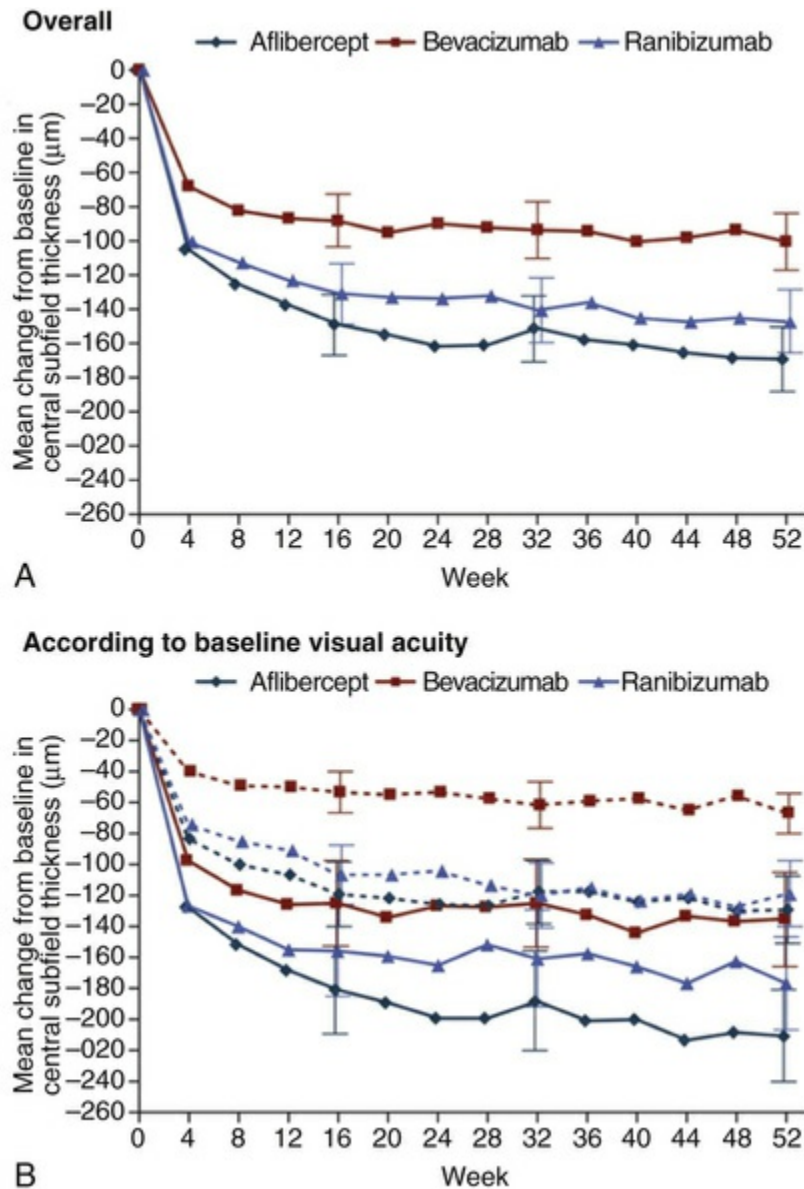 Overall
Aflibercept Bevacizumab Ranibizumab
Mean change from baseline in
central subfield thickness (μm)
0
−20
−40
−60
−80
−100
−120
−140
−160
−180
−200
−020
−240
−260
0 4 8 12 16 20 24 28 32 36 40 44 48 52
Week
A
According to baseline visual acuity
Aflibercept Bevacizumab Ranibizumab
Mean change from baseline in
central subfield thickness (μm)
0
−20
−40
−60
−80
−100
−120
−140
−160
−180
−200
−020
−240
−260
0 4 8 12 16 20 24 28 32 36 40 44 48 52
Week
B